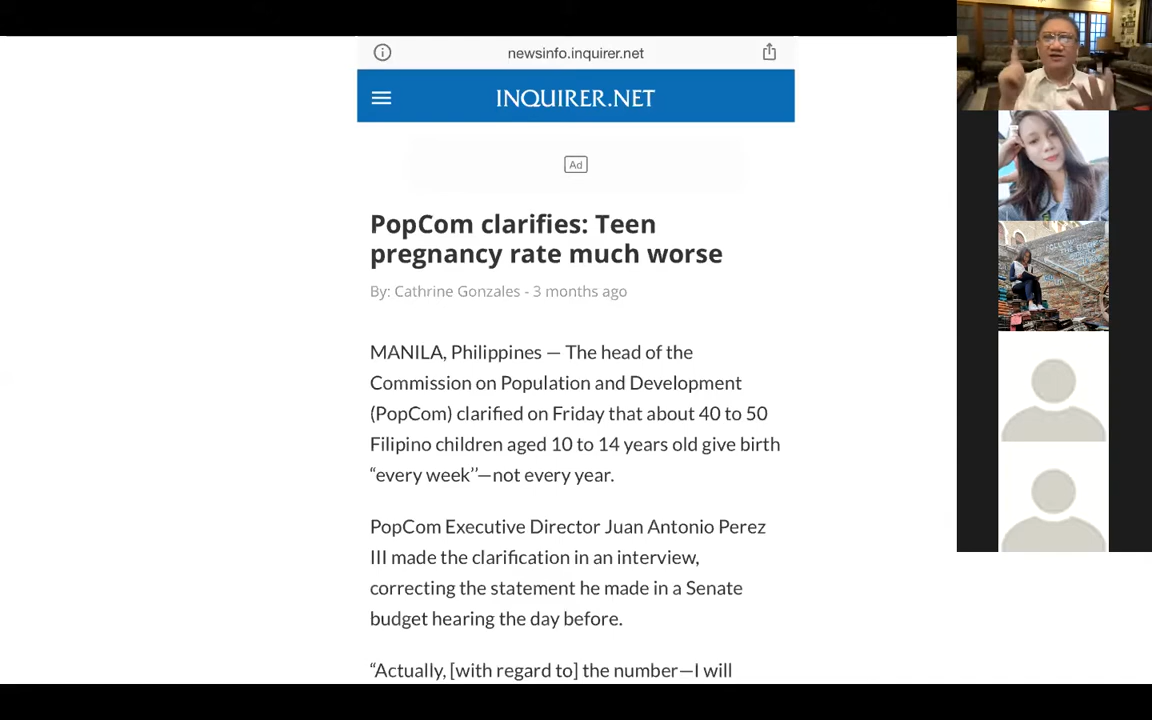 newsinfo.inquirer.net
INQUIRER.NET
Ad
PopCom clarifies: Teen
pregnancy rate much worse
By: Cathrine Gonzales - 3 months ago
MANILA, Philippines — The head of the
Commission on Population and Development
(PopCom) clarified on Friday that about 40 to 50
Filipino children aged 10 to 14 years old give birth
“every week’’—not every year.
PopCom Executive Director Juan Antonio Perez
III made the clarification in an interview,
correcting the statement he made in a Senate
budget hearing the day before.
“Actually, [with regard to] the number—I will